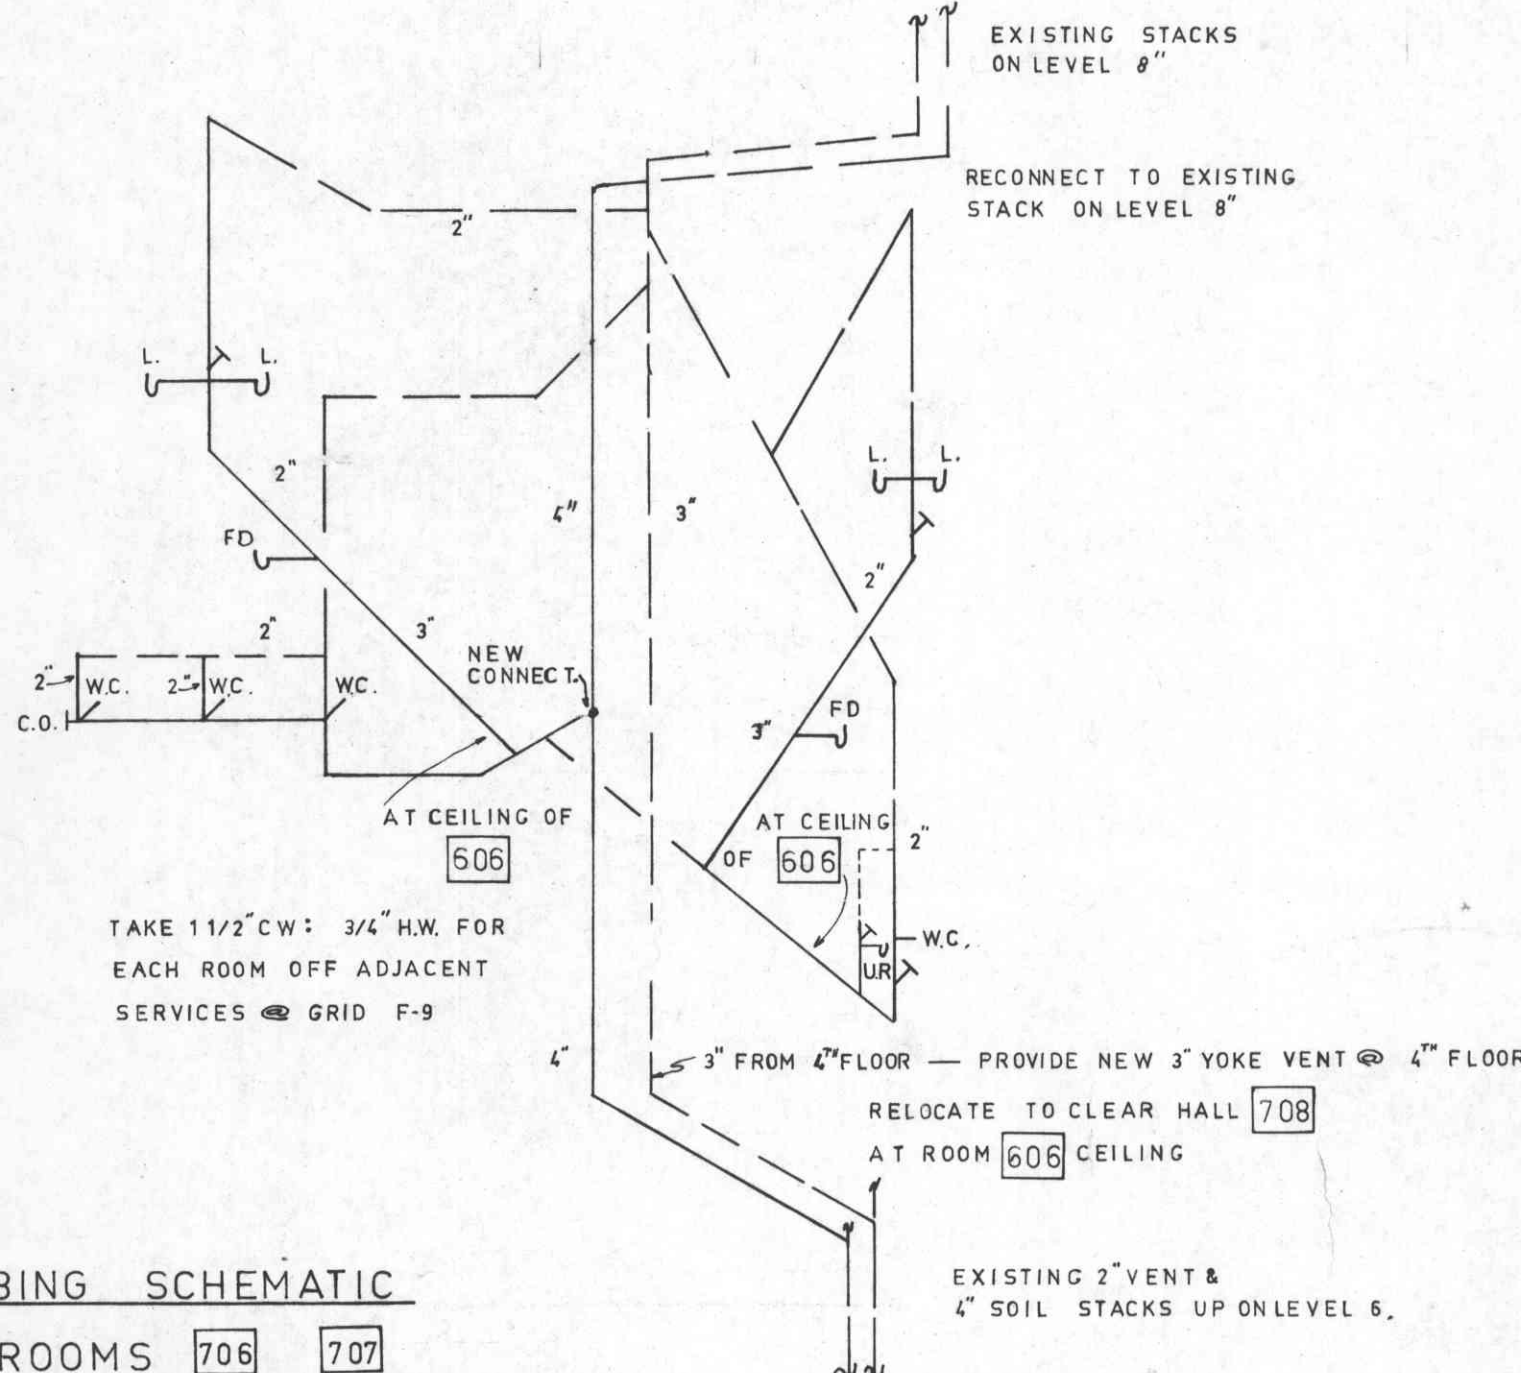 EXISTING STACKS
ON LEVEL 8"
RECONNECT TO EXISTING
STACK ON LEVEL 8"
2"
L.
L.
2"
FD
4"
3"
L.
L.
2"
2"
3"
NEW
CONNECT.
2"
W.C.
2"
W.C.
W.C.
C.O.
FD
3"
AT CEILING OF
606
AT CEILING
OF 606
2"
W.C.
U.R
TAKE 1 1/2" CW: 3/4" H.W. FOR
EACH ROOM OFF ADJACENT
SERVICES @ GRID F-9
4"
3" FROM 4TH FLOOR — PROVIDE NEW 3" YOKE VENT @ 4TH FLOOR
RELOCATE TO CLEAR HALL 708
AT ROOM 606 CEILING
EXISTING 2" VENT &
4" SOIL STACKS UP ON LEVEL 6.
BING SCHEMATIC
ROOMS 706 707